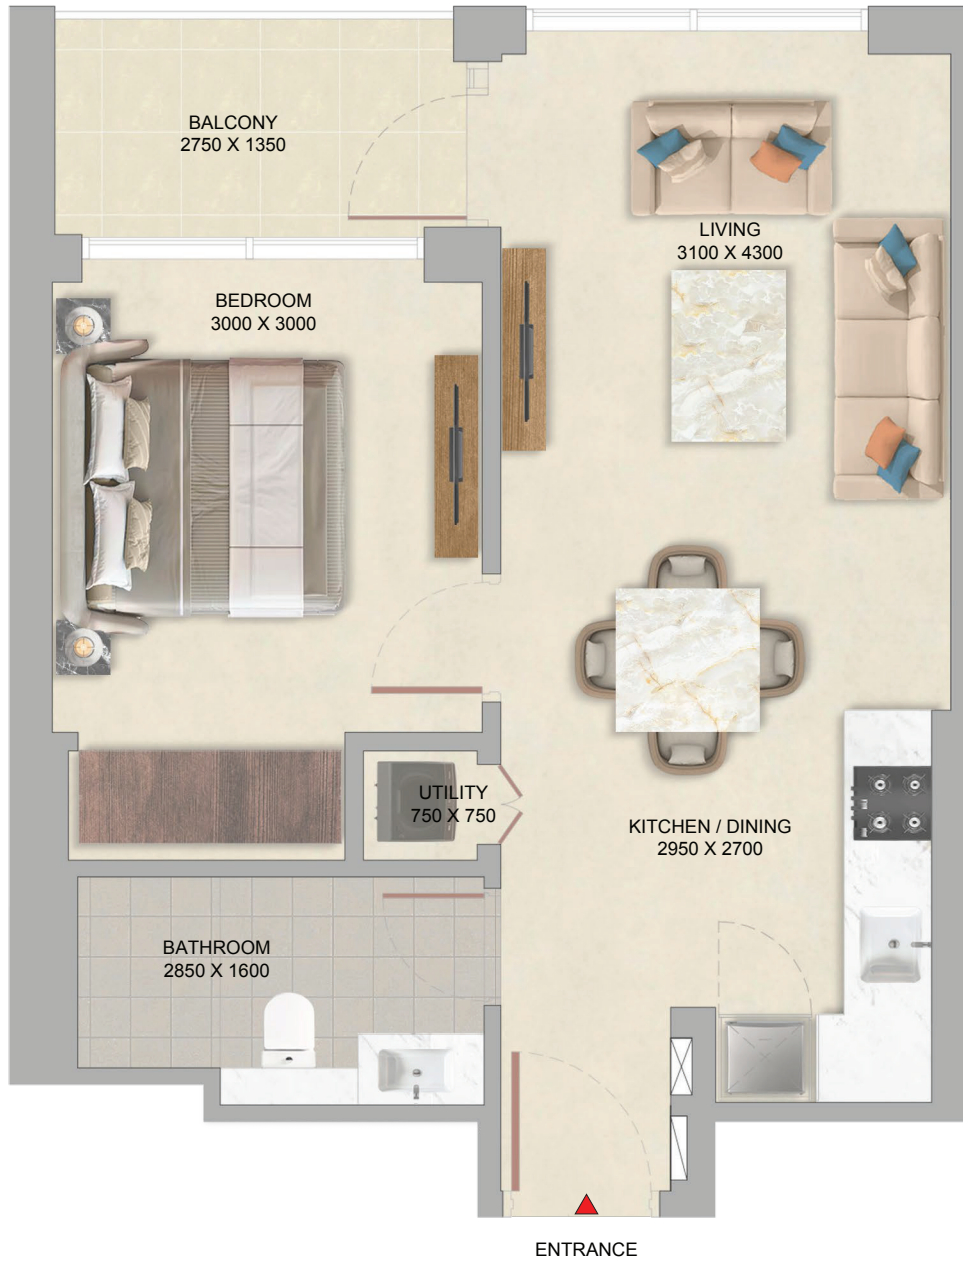 BALCONY
2750 X 1350
LIVING
3100 X 4300
BEDROOM
3000 X 3000
UTILITY
750 X 750
KITCHEN / DINING
2950 X 2700
BATHROOM
2850 X 1600
ENTRANCE